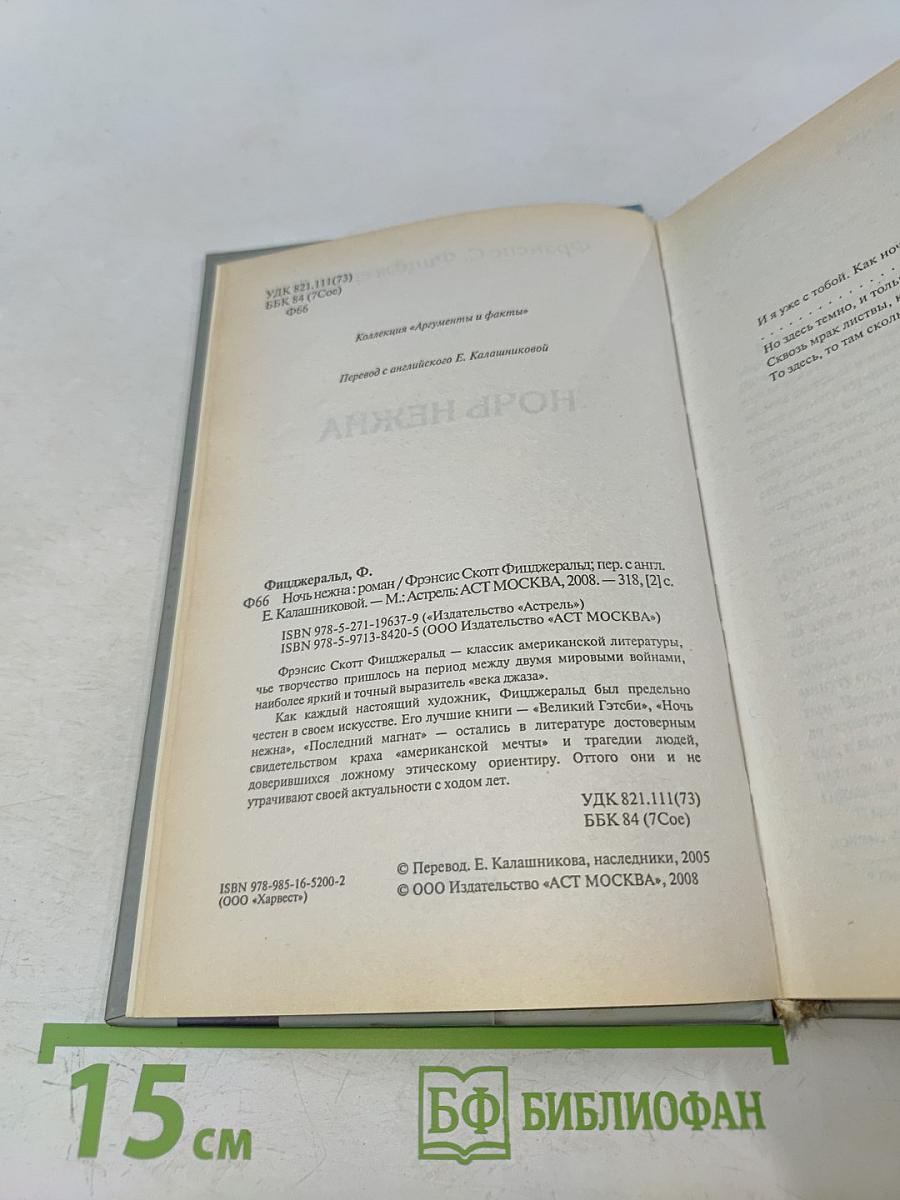 УДК 821.111(73)
ББК 84 (7Сое)
Ф66
Коллекция «Аргументы и факты»
Перевод с английского Е. Калашниковой
НОЧЬ НЕЖНА
Фицджеральд, Ф.
Ф66 Ночь нежна : роман / Фрэнсис Скотт Фицджеральд; пер. с англ.
Е. Калашниковой. — М.: Астрель: АСТ МОСКВА, 2008. — 318, [2] с.
ISBN 978-5-271-19637-9 («Издательство «Астрель»)
ISBN 978-5-9713-8420-5 (ООО Издательство «АСТ МОСКВА»)
Фрэнсис Скотт Фицджеральд — классик американской литературы,
чье творчество пришлось на период между двумя мировыми войнами,
наиболее яркий и точный выразитель «века джаза».
Как каждый настоящий художник, Фицджеральд был предельно
честен в своем искусстве. Его лучшие книги — «Великий Гэтсби», «Ночь
нежна», «Последний магнат» — остались в литературе достоверным
свидетельством краха «американской мечты» и трагедии людей,
доверившихся ложному этическому ориентиру. Оттого они и не
утрачивают своей актуальности с ходом лет.
УДК 821.111(73)
ББК 84 (7Сое)
© Перевод. Е. Калашникова, наследники, 2005
© ООО Издательство «АСТ МОСКВА», 2008
ISBN 978-985-16-5200-2
(ООО «Харвест»)
И я уже с тобой. Как
Но здесь темно, и
Сквозь мрак листвы,
То здесь, то там
15 см
БФ БИБЛИОФАН